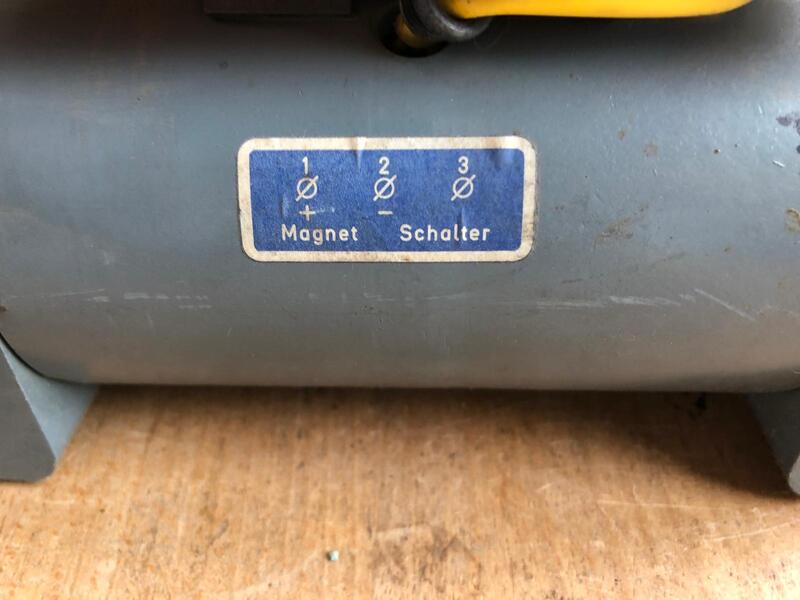 1 2 3
⌀ ⌀ ⌀
+ −
Magnet Schalter